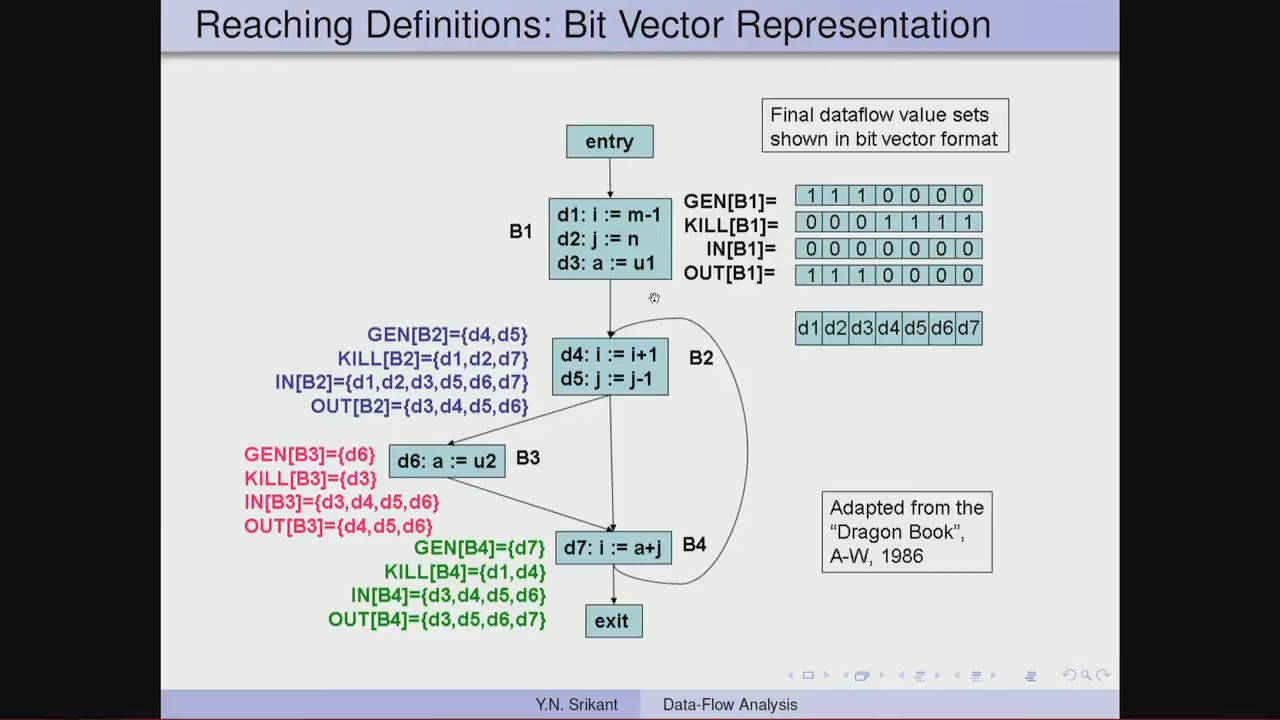 Reaching Definitions: Bit Vector Representation
Final dataflow value sets
shown in bit vector format
entry
B1
d1: i := m-1
d2: j := n
d3: a := u1
GEN[B1]= 1 1 1 0 0 0 0
KILL[B1]= 0 0 0 1 1 1 1
IN[B1]= 0 0 0 0 0 0 0
OUT[B1]= 1 1 1 0 0 0 0
d1 d2 d3 d4 d5 d6 d7
GEN[B2]={d4,d5}
KILL[B2]={d1,d2,d7}
IN[B2]={d1,d2,d3,d5,d6,d7}
OUT[B2]={d3,d4,d5,d6}
d4: i := i+1
d5: j := j-1
B2
GEN[B3]={d6}
KILL[B3]={d3}
IN[B3]={d3,d4,d5,d6}
OUT[B3]={d4,d5,d6}
d6: a := u2
B3
GEN[B4]={d7}
KILL[B4]={d1,d4}
IN[B4]={d3,d4,d5,d6}
OUT[B4]={d3,d5,d6,d7}
d7: i := a+j
B4
exit
Adapted from the
“Dragon Book”,
A-W, 1986
Y.N. Srikant
Data-Flow Analysis